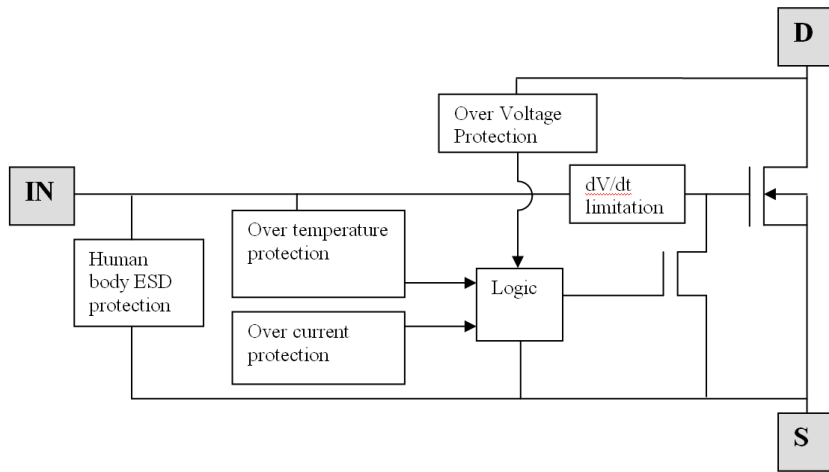 D
Over Voltage
Protection
IN
dV/dt
limitation
Over temperature
protection
Human
body ESD
protection
Logic
Over current
protection
S